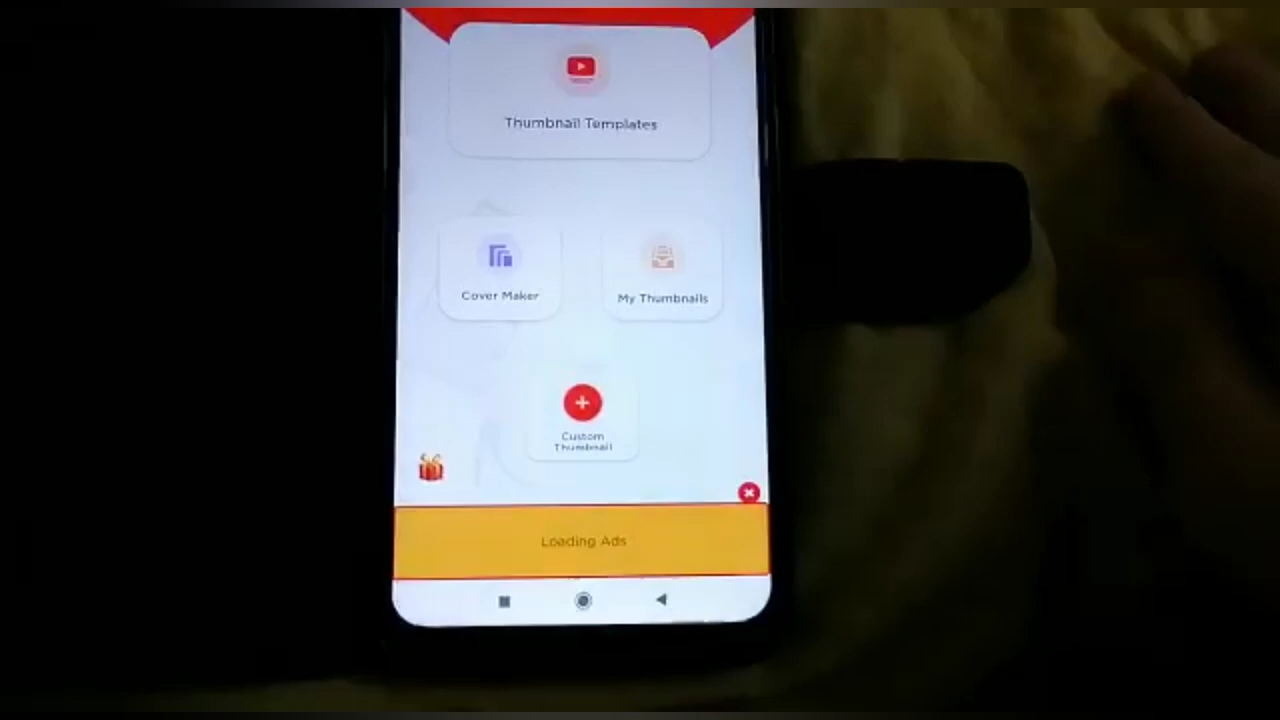 Thumbnail Templates
Cover Maker
My Thumbnails
Custom
Thumbnail
Loading Ads